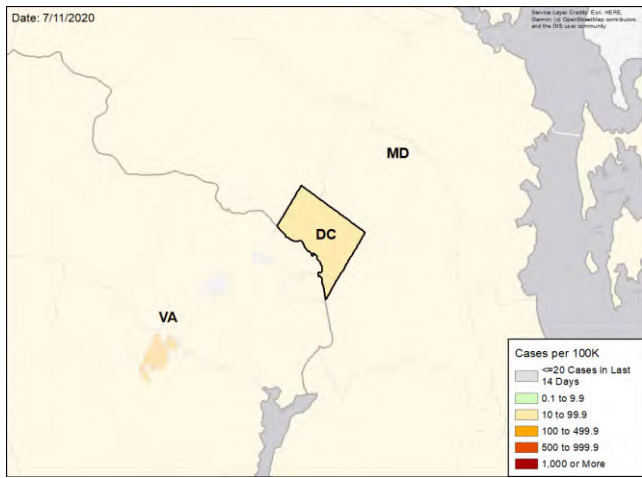 Date: 7/11/2020
Service Layer Credits: Esri, HERE,
Garmin, (c) OpenStreetMap contributors,
and the GIS user community
MD
DC
VA
Cases per 100K
<=20 Cases in Last
14 Days
0.1 to 9.9
10 to 99.9
100 to 499.9
500 to 999.9
1,000 or More